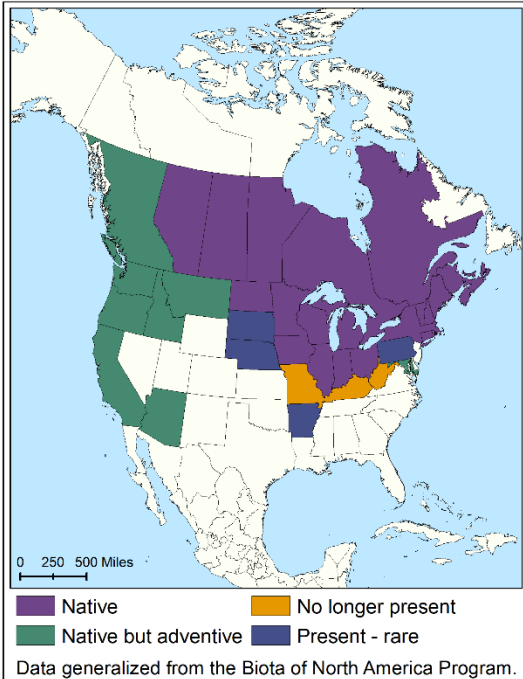 0 250 500 Miles
Native
No longer present
Native but adventive
Present - rare
Data generalized from the Biota of North America Program.